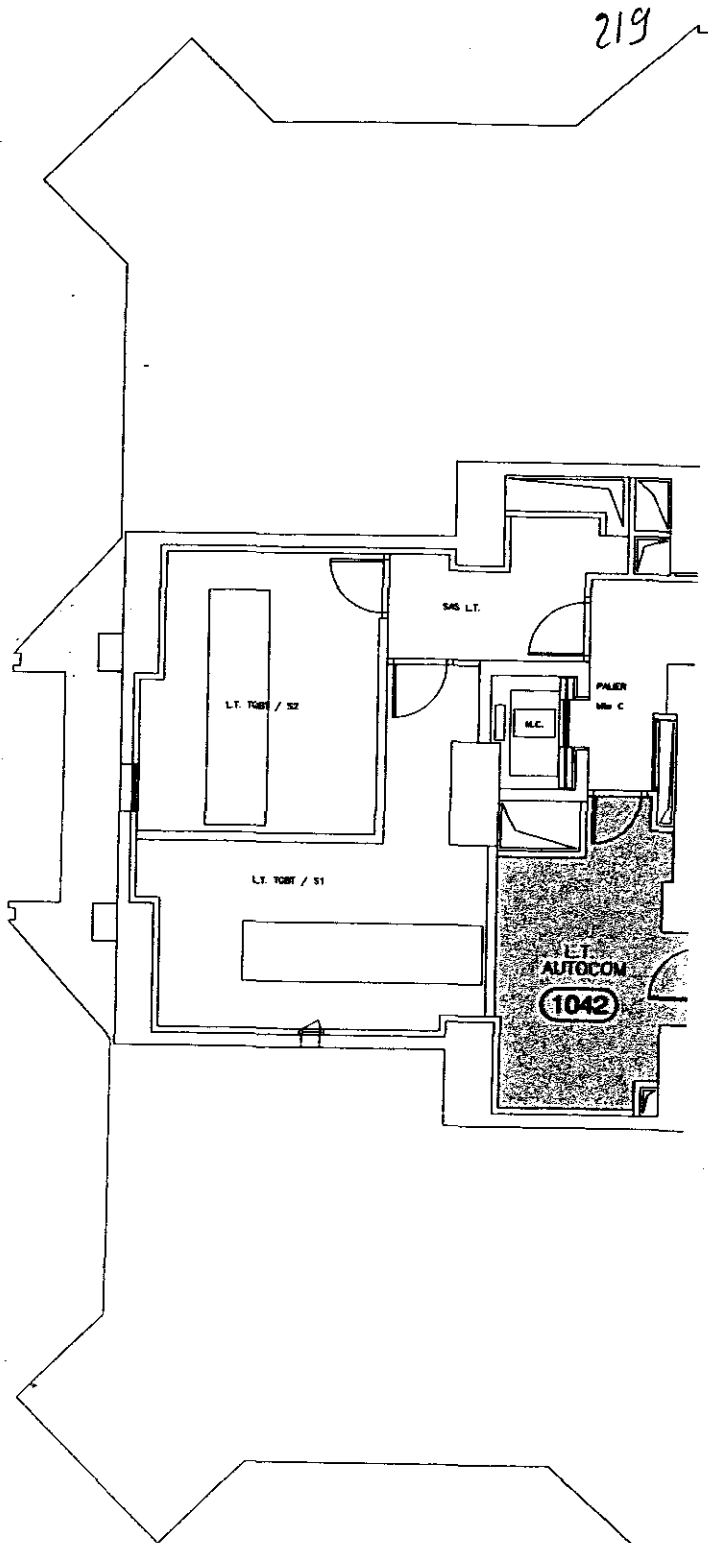 219
SAS L.T.
L.T. TGBT / S2
PALIER
M.C.
L.T. TGBT / S1
L.T.
AUTOCOM
1042